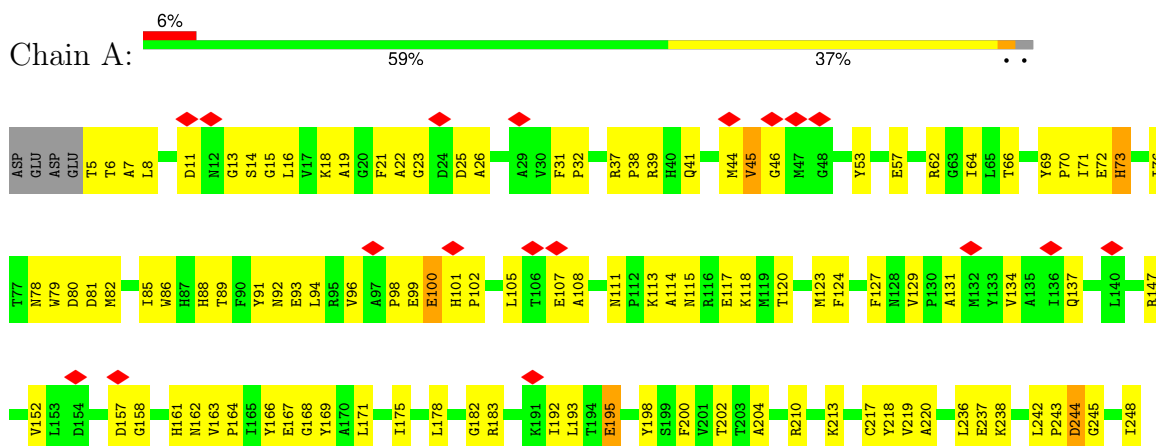 6%
Chain A:
59% 37% • •
ASP GLU ASP GLU T5 T6 A7 L8 D11 N12 G13 S14 G15 L16 V17 K18 A19 G20 F21 A22 G23 D24 D25 A26 A29 V30 F31 P32 R37 P38 R39 H40 Q41 M44 V45 G46 M47 G48 Y53 E57 R62 G63 I64 L65 T66 Y69 P70 I71 E72 H73
T77 N78 W79 D80 D81 M82 I85 W86 H87 H88 T89 F90 Y91 N92 E93 L94 R95 V96 A97 P98 E99 E100 H101 P102 L105 T106 E107 A108 N111 P112 K113 A114 N115 R116 E117 K118 M119 T120 M123 F124 F127 N128 V129 P130 A131 M132 Y133 V134 A135 I136 Q137 L140 R147
V152 L153 D154 D157 G158 H161 N162 V163 P164 I165 Y166 E167 G168 Y169 A170 L171 I175 L178 G182 R183 K191 I192 L193 T194 E195 Y198 S199 F200 V201 T202 T203 A204 R210 K213 C217 Y218 V219 A220 L236 E237 K238 L242 P243 D244 G245 I248